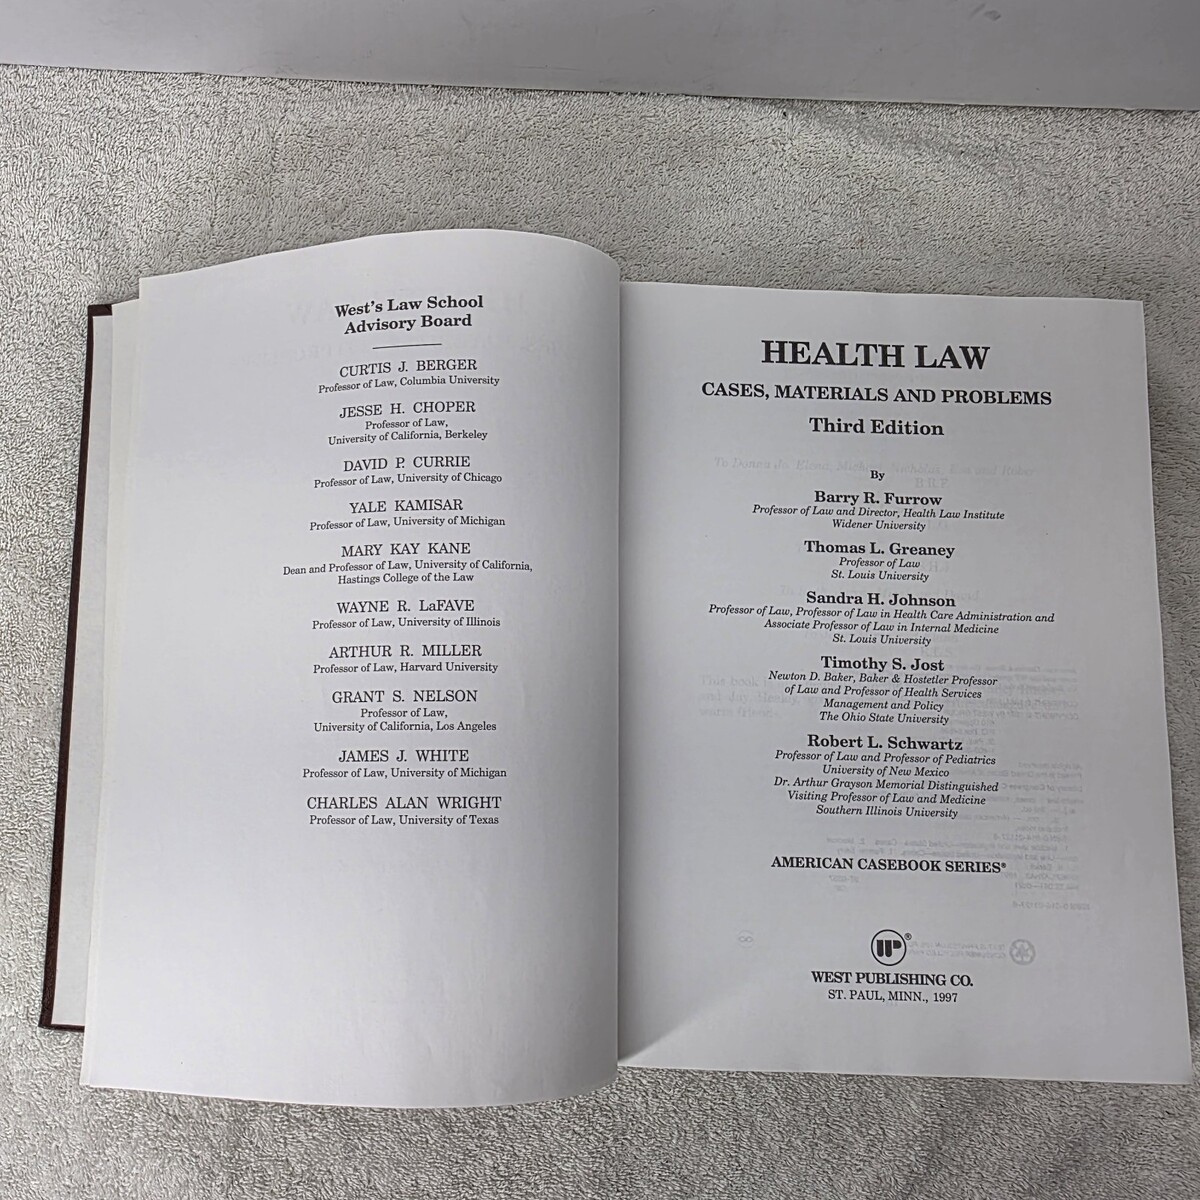 West's Law School
Advisory Board
CURTIS J. BERGER
Professor of Law, Columbia University
JESSE H. CHOPER
Professor of Law,
University of California, Berkeley
DAVID P. CURRIE
Professor of Law, University of Chicago
YALE KAMISAR
Professor of Law, University of Michigan
MARY KAY KANE
Dean and Professor of Law, University of California,
Hastings College of the Law
WAYNE R. LaFAVE
Professor of Law, University of Illinois
ARTHUR R. MILLER
Professor of Law, Harvard University
GRANT S. NELSON
Professor of Law,
University of California, Los Angeles
JAMES J. WHITE
Professor of Law, University of Michigan
CHARLES ALAN WRIGHT
Professor of Law, University of Texas
HEALTH LAW
CASES, MATERIALS AND PROBLEMS
Third Edition
By
Barry R. Furrow
Professor of Law and Director, Health Law Institute
Widener University
Thomas L. Greaney
Professor of Law
St. Louis University
Sandra H. Johnson
Professor of Law, Professor of Law in Health Care Administration and
Associate Professor of Law in Internal Medicine
St. Louis University
Timothy S. Jost
Newton D. Baker, Baker & Hostetler Professor
of Law and Professor of Health Services
Management and Policy
The Ohio State University
Robert L. Schwartz
Professor of Law and Professor of Pediatrics
University of New Mexico
Dr. Arthur Grayson Memorial Distinguished
Visiting Professor of Law and Medicine
Southern Illinois University
AMERICAN CASEBOOK SERIES®
WP®
WEST PUBLISHING CO.
ST. PAUL, MINN., 1997